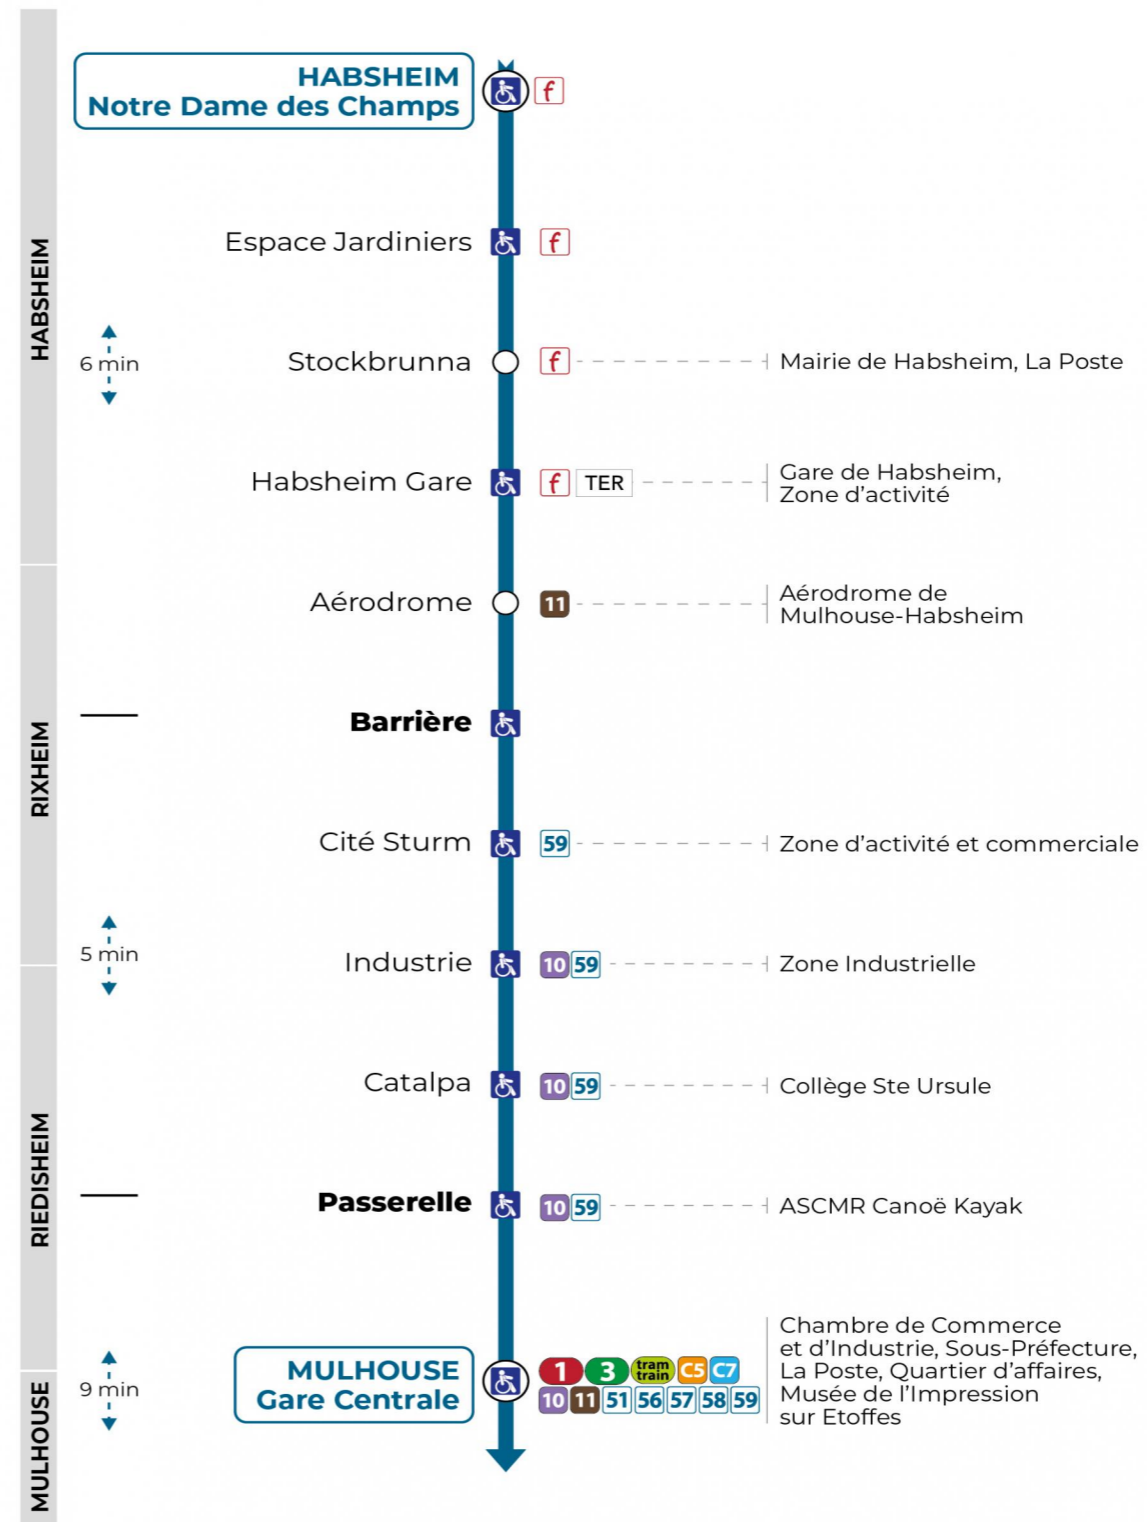 HABSHEIM
HABSHEIM
Notre Dame des Champs
f
Espace Jardiniers
f
6 min
Stockbrunna
f
Mairie de Habsheim, La Poste
Habsheim Gare
f TER
Gare de Habsheim,
Zone d'activité
RIXHEIM
Aérodrome
11
Aérodrome de
Mulhouse-Habsheim
Barrière
Cité Sturm
59
Zone d'activité et commerciale
5 min
Industrie
10 59
Zone Industrielle
RIEDISHEIM
Catalpa
10 59
Collège Ste Ursule
Passerelle
10 59
ASCMR Canoë Kayak
MULHOUSE
9 min
MULHOUSE
Gare Centrale
1 3 tram train C5 C7
10 11 51 56 57 58 59
Chambre de Commerce
et d'Industrie, Sous-Préfecture,
La Poste, Quartier d'affaires,
Musée de l'Impression
sur Etoffes